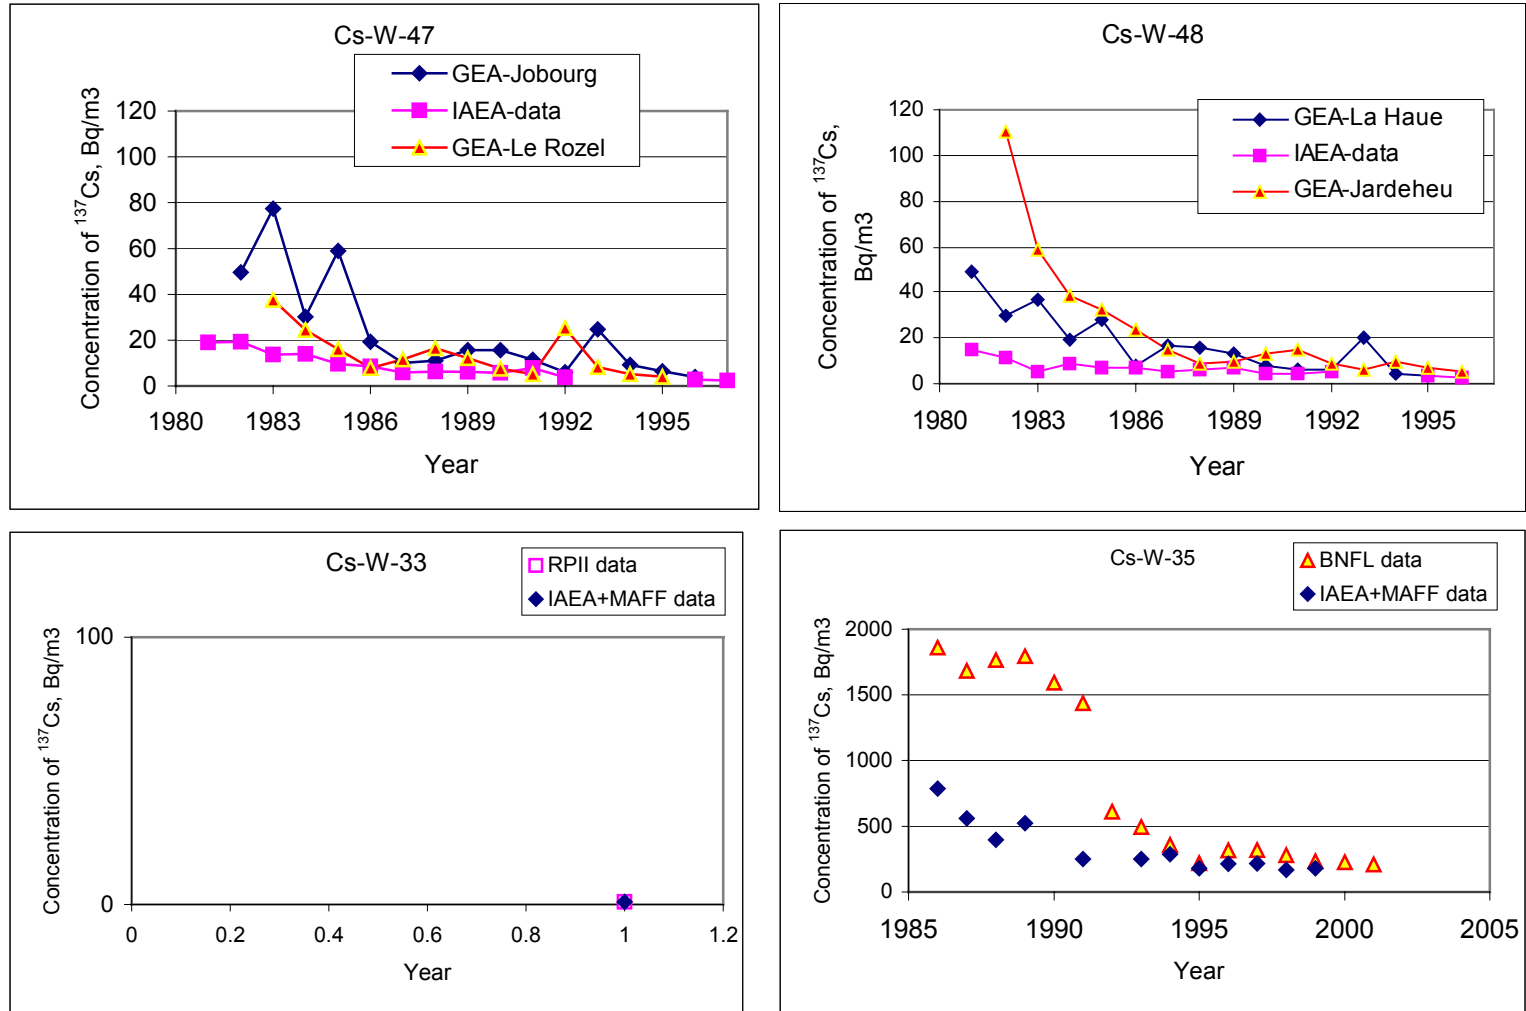 Cs-W-47
GEA-Jobourg
IAEA-data
GEA-Le Rozel
Concentration of 137Cs, Bq/m3
120
100
80
60
40
20
0
1980 1983 1986 1989 1992 1995
Year
Cs-W-48
GEA-La Haue
IAEA-data
GEA-Jardeheu
Concentration of 137Cs,
Bq/m3
120
100
80
60
40
20
0
1980 1983 1986 1989 1992 1995
Year
Cs-W-33
RPII data
IAEA+MAFF data
Concentration of 137Cs, Bq/m3
100
0
0 0.2 0.4 0.6 0.8 1 1.2
Year
Cs-W-35
BNFL data
IAEA+MAFF data
Concentration of 137Cs, Bq/m3
2000
1500
1000
500
0
1985 1990 1995 2000 2005
Year